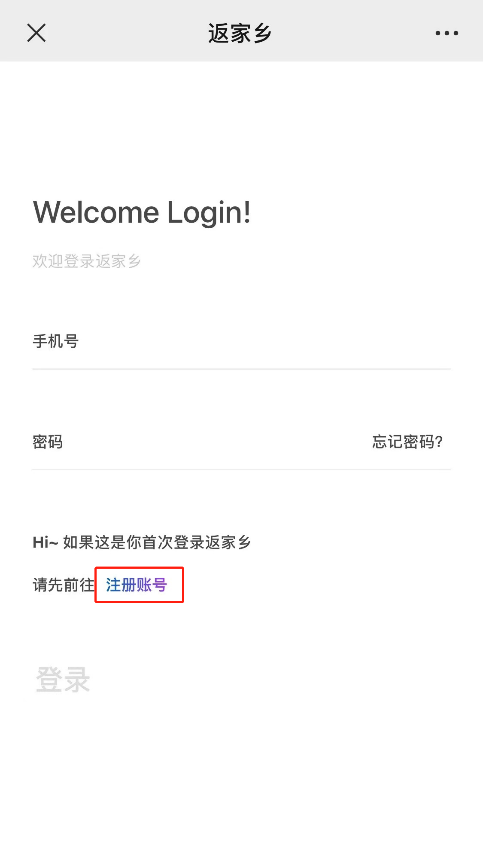 返家乡
Welcome Login!
欢迎登录返家乡
手机号
密码 忘记密码?
Hi~ 如果这是你首次登录返家乡
请先前往 注册账号
登录